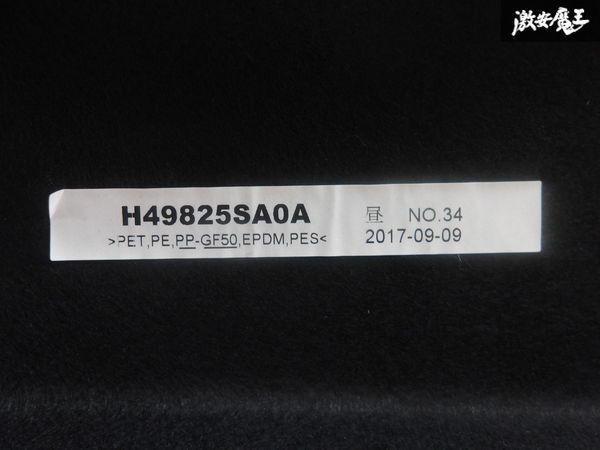 激安魔王
H49825SA0A 昼 NO.34
>PET,PE,PP-GF50,EPDM,PES< 2017-09-09